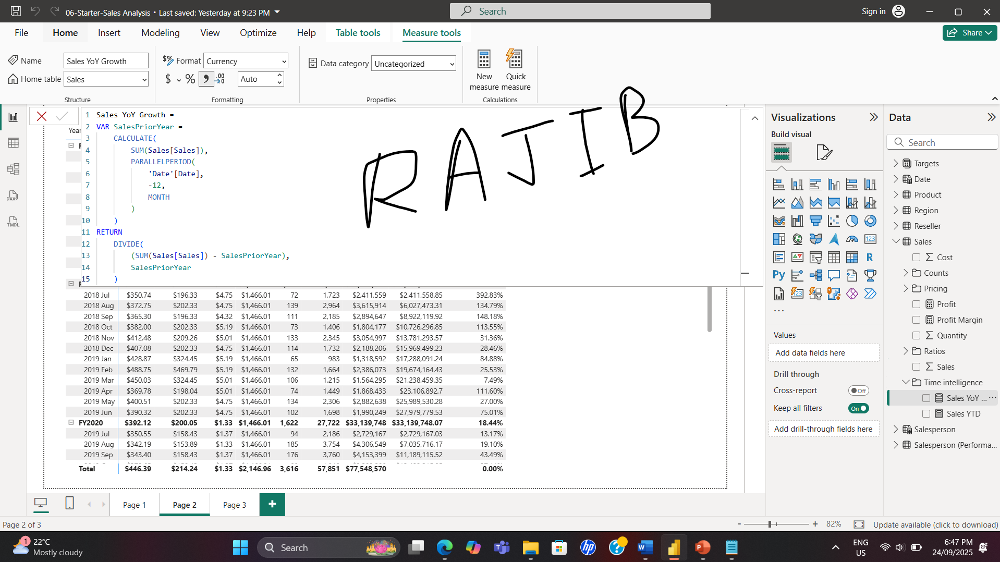 06-Starter-Sales Analysis • Last saved: Yesterday at 9:23 PM
Search
Sign in
File Home Insert Modeling View Optimize Help Table tools Measure tools
Share
Name Sales YoY Growth
Home table Sales
Structure
$% Format Currency
$ % , .00 →0 Auto
Formatting
Data category Uncategorized
Properties
New measure
Quick measure
Calculations
1 Sales YoY Growth =
2 VAR SalesPriorYear =
3 CALCULATE(
4 SUM(Sales[Sales]),
5 PARALLELPERIOD(
6 'Date'[Date],
7 -12,
8 MONTH
9 )
10 )
11 RETURN
12 DIVIDE(
13 (SUM(Sales[Sales]) - SalesPriorYear),
14 SalesPriorYear
15 )
RAJIB
Year
2018 Jul $350.74 $196.33 $4.75 $1,466.01 72 1,723 $2,411,559 $2,411,558.85 392.83%
2018 Aug $372.75 $202.33 $4.75 $1,466.01 139 2,964 $3,615,914 $6,027,473.31 134.79%
2018 Sep $365.30 $196.33 $4.32 $1,466.01 111 2,185 $2,894,647 $8,922,119.92 148.18%
2018 Oct $382.00 $202.33 $5.19 $1,466.01 73 1,406 $1,804,177 $10,726,296.85 113.55%
2018 Nov $412.48 $209.26 $5.01 $1,466.01 133 2,345 $3,054,997 $13,781,293.57 31.36%
2018 Dec $407.08 $202.33 $4.75 $1,466.01 114 1,732 $2,188,206 $15,969,499.23 28.46%
2019 Jan $428.87 $324.45 $5.19 $1,466.01 65 983 $1,318,592 $17,288,091.24 84.88%
2019 Feb $488.75 $469.79 $5.19 $1,466.01 132 1,664 $2,386,073 $19,674,164.43 25.53%
2019 Mar $450.03 $324.45 $5.01 $1,466.01 106 1,215 $1,564,295 $21,238,459.35 7.49%
2019 Apr $369.78 $198.04 $5.01 $1,466.01 74 1,449 $1,868,433 $23,106,892.7 111.60%
2019 May $400.51 $202.33 $4.75 $1,466.01 134 2,306 $2,882,638 $25,989,530.28 27.00%
2019 Jun $390.32 $202.33 $4.75 $1,466.01 102 1,698 $1,990,249 $27,979,779.53 75.01%
FY2020 $392.12 $200.05 $1.33 $1,466.01 1,622 27,722 $33,139,748 $33,139,748.07 18.44%
2019 Jul $350.55 $158.43 $1.37 $1,466.01 94 2,186 $2,729,167 $2,729,167.03 13.17%
2019 Aug $342.19 $153.89 $1.33 $1,466.01 185 3,754 $4,306,549 $7,035,716.17 19.10%
2019 Sep $343.40 $158.43 $1.37 $1,466.01 176 3,760 $4,153,399 $11,189,115.52 43.49%
Total $446.39 $214.24 $1.33 $2,146.96 3,616 57,851 $77,548,570 0.00%
Visualizations
Build visual
123
R
Py
123
...
Values
Add data fields here
Drill through
Cross-report Off
Keep all filters On
Add drill-through fields here
Data
Search
Targets
Date
Product
Region
Reseller
Sales
Cost
Counts
Pricing
Profit
Profit Margin
Quantity
Ratios
Sales
Time intelligence
Sales YoY ... ...
Sales YTD
Salesperson
Salesperson (Performa...
DAX
TMDL
Page 1 Page 2 Page 3 +
Page 2 of 3
- + 82% Update available (click to download)
1
22°C
Mostly cloudy
Search
ENG
US
6:47 PM
24/09/2025